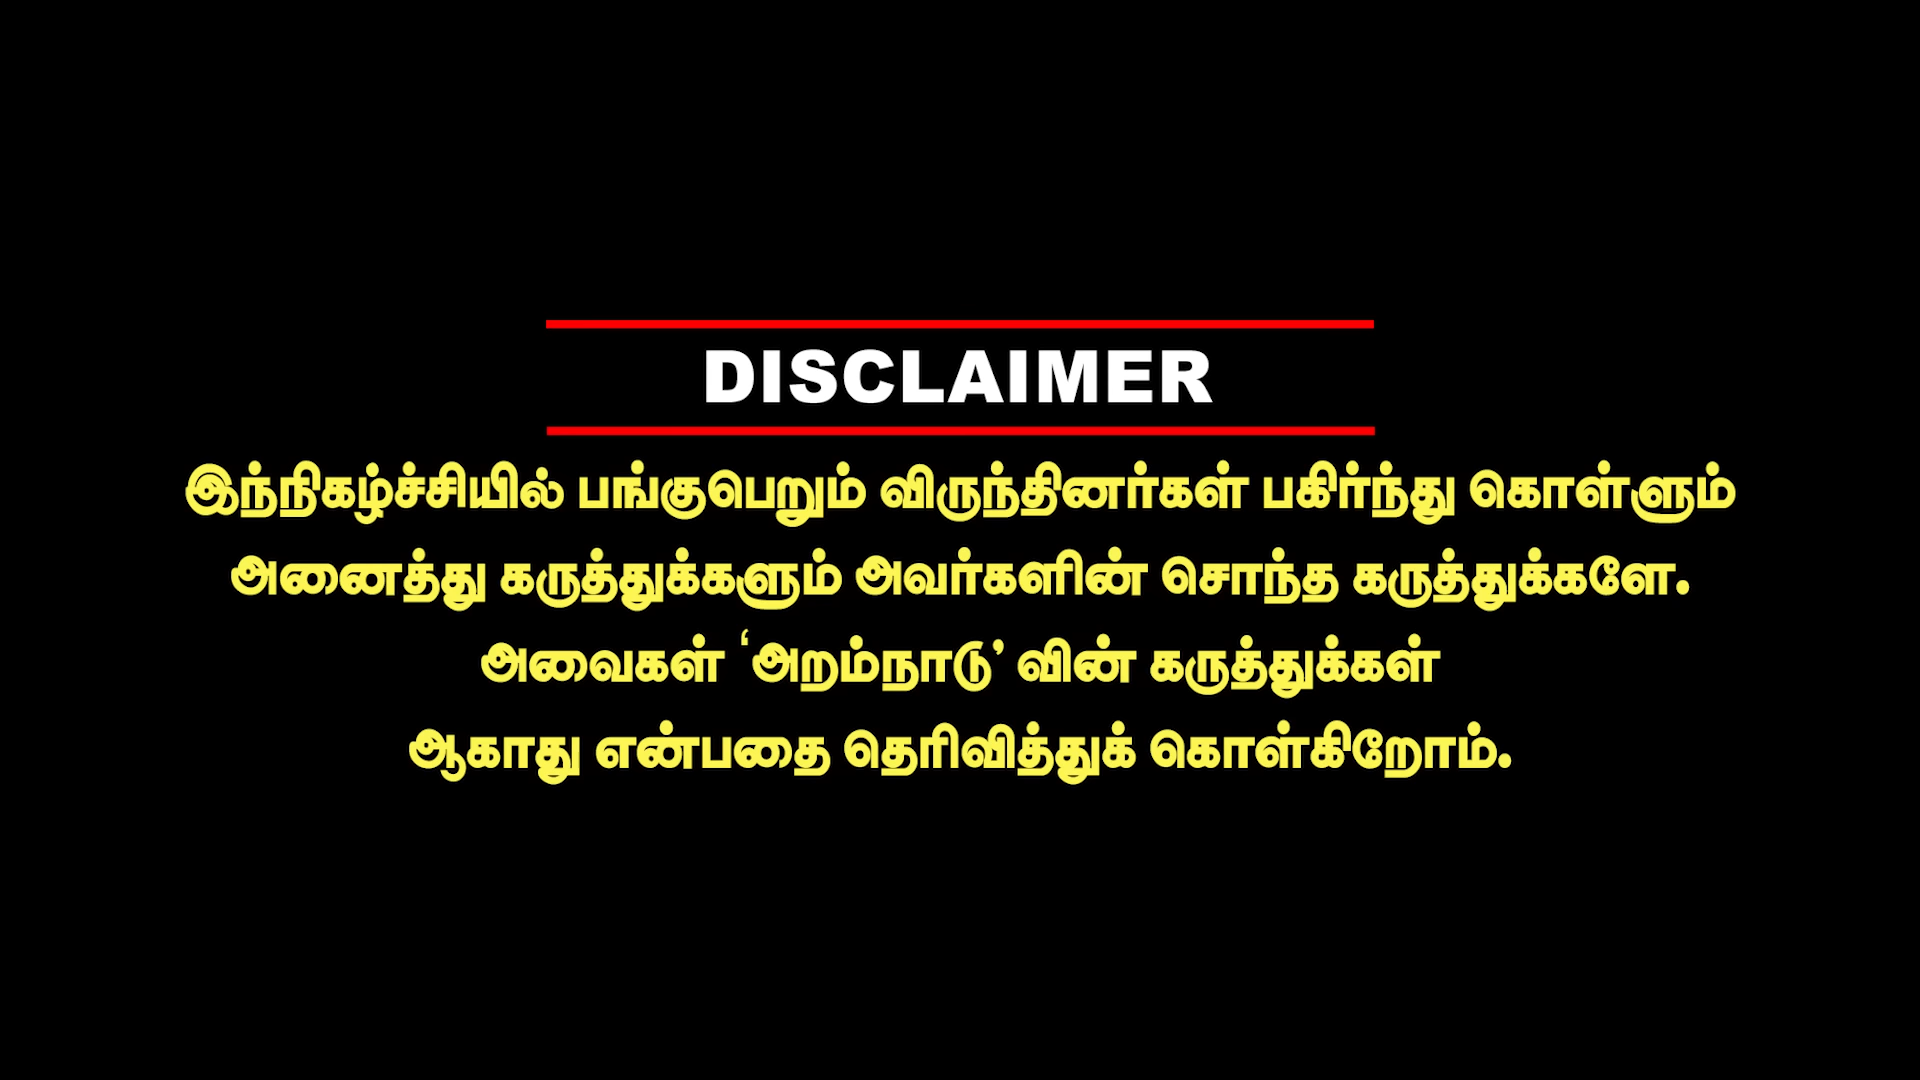 DISCLAIMER
இந்நிகழ்ச்சியில் பங்குபெறும் விருந்தினர்கள் பகிர்ந்து கொள்ளும்
அனைத்து கருத்துக்களும் அவர்களின் சொந்த கருத்துக்களே.
அவைகள் ‘அறம்நாடு’ வின் கருத்துக்கள்
ஆகாது என்பதை தெரிவித்துக் கொள்கிறோம்.